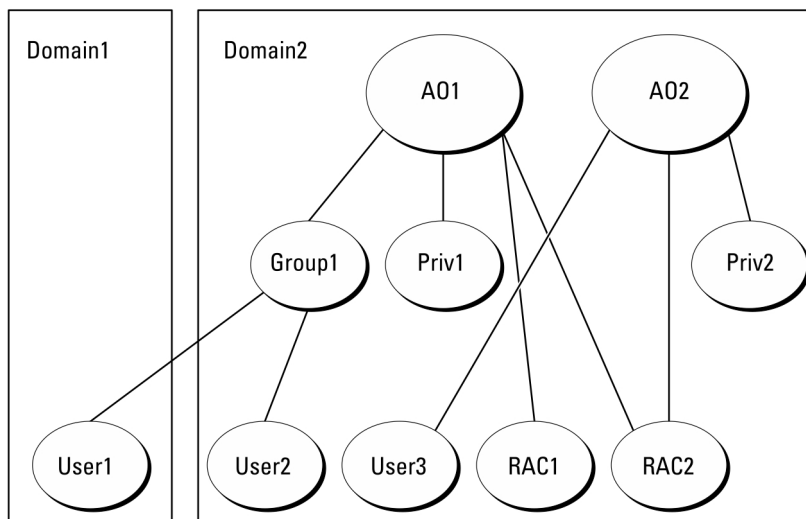 Domain1
Domain2
AO1
AO2
Group1
Priv1
Priv2
User1
User2
User3
RAC1
RAC2